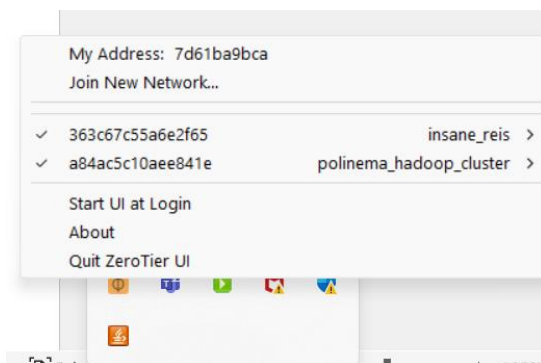 My Address: 7d61ba9bca
Join New Network...
363c67c55a6e2f65 insane_reis
a84ac5c10aee841e polinema_hadoop_cluster
Start UI at Login
About
Quit ZeroTier UI